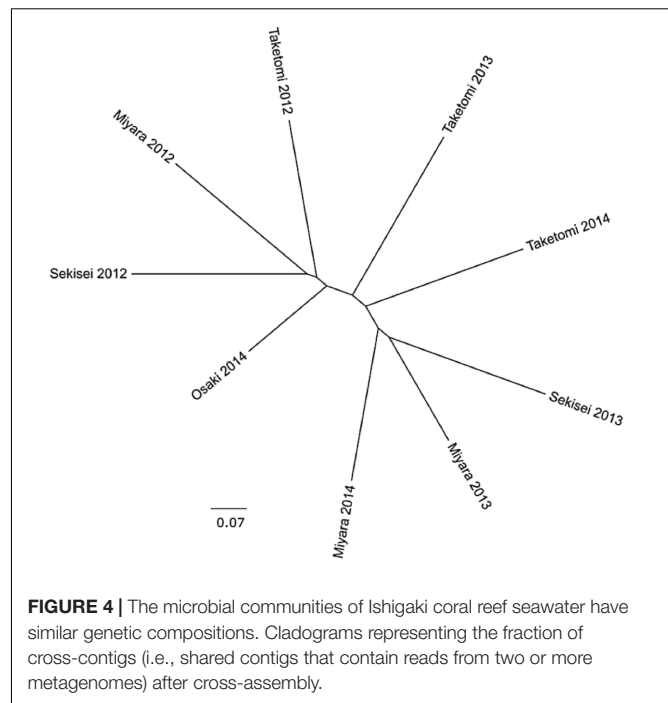 Taketomi 2012
Taketomi 2013
Miyara 2012
Taketomi 2014
Sekisei 2012
Osaki 2014
Sekisei 2013
Miyara 2013
Miyara 2014
0.07
FIGURE 4 | The microbial communities of Ishigaki coral reef seawater have
similar genetic compositions. Cladograms representing the fraction of
cross-contigs (i.e., shared contigs that contain reads from two or more
metagenomes) after cross-assembly.